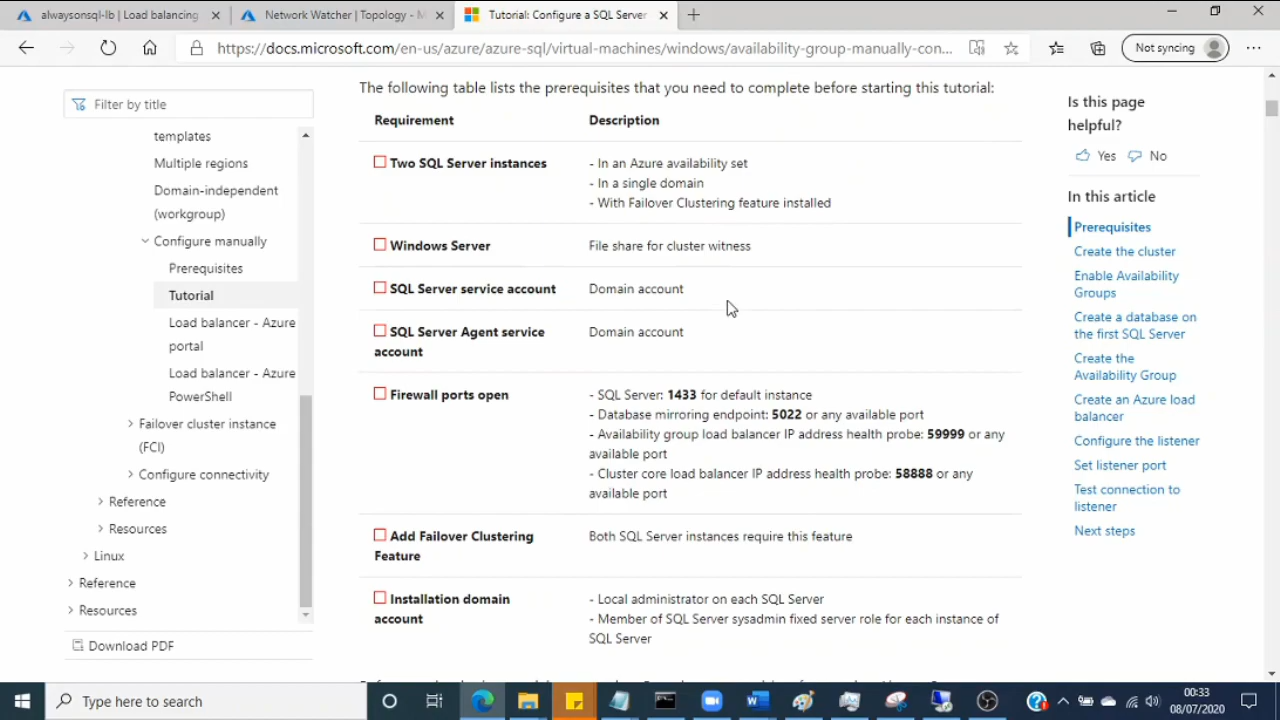 alwaysonsql-lb | Load balancing
Network Watcher | Topology - M
Tutorial: Configure a SQL Server
https://docs.microsoft.com/en-us/azure/azure-sql/virtual-machines/windows/availability-group-manually-con...
Not syncing
Filter by title
templates
Multiple regions
Domain-independent
(workgroup)
Configure manually
Prerequisites
Tutorial
Load balancer - Azure
portal
Load balancer - Azure
PowerShell
Failover cluster instance
(FCI)
Configure connectivity
Reference
Resources
Linux
Reference
Resources
Download PDF
The following table lists the prerequisites that you need to complete before starting this tutorial:
Requirement
Description
Two SQL Server instances
- In an Azure availability set
- In a single domain
- With Failover Clustering feature installed
Windows Server
File share for cluster witness
SQL Server service account
Domain account
SQL Server Agent service
account
Domain account
Firewall ports open
- SQL Server: 1433 for default instance
- Database mirroring endpoint: 5022 or any available port
- Availability group load balancer IP address health probe: 59999 or any
available port
- Cluster core load balancer IP address health probe: 58888 or any
available port
Add Failover Clustering
Feature
Both SQL Server instances require this feature
Installation domain
account
- Local administrator on each SQL Server
- Member of SQL Server sysadmin fixed server role for each instance of
SQL Server
Is this page
helpful?
Yes
No
In this article
Prerequisites
Create the cluster
Enable Availability
Groups
Create a database on
the first SQL Server
Create the
Availability Group
Create an Azure load
balancer
Configure the listener
Set listener port
Test connection to
listener
Next steps
Type here to search
00:33
08/07/2020